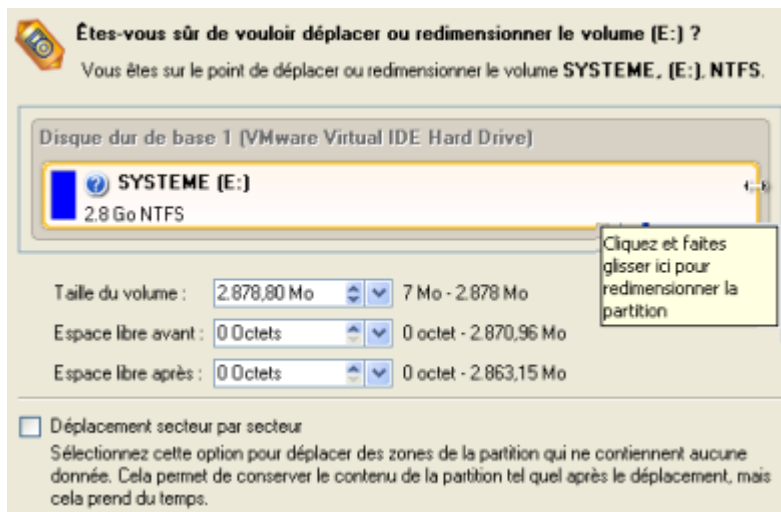 Êtes-vous sûr de vouloir déplacer ou redimensionner le volume (E:) ?
Vous êtes sur le point de déplacer ou redimensionner le volume SYSTEME, (E:), NTFS.
Disque dur de base 1 (VMware Virtual IDE Hard Drive)
SYSTEME (E:)
2.8 Go NTFS
Cliquez et faites
glisser ici pour
redimensionner la
partition
Taille du volume : 2.878,80 Mo 7 Mo - 2.878 Mo
Espace libre avant : 0 Octets 0 octet - 2.870,96 Mo
Espace libre après : 0 Octets 0 octet - 2.863,15 Mo
Déplacement secteur par secteur
Sélectionnez cette option pour déplacer des zones de la partition qui ne contiennent aucune
donnée. Cela permet de conserver le contenu de la partition tel quel après le déplacement, mais
cela prend du temps.